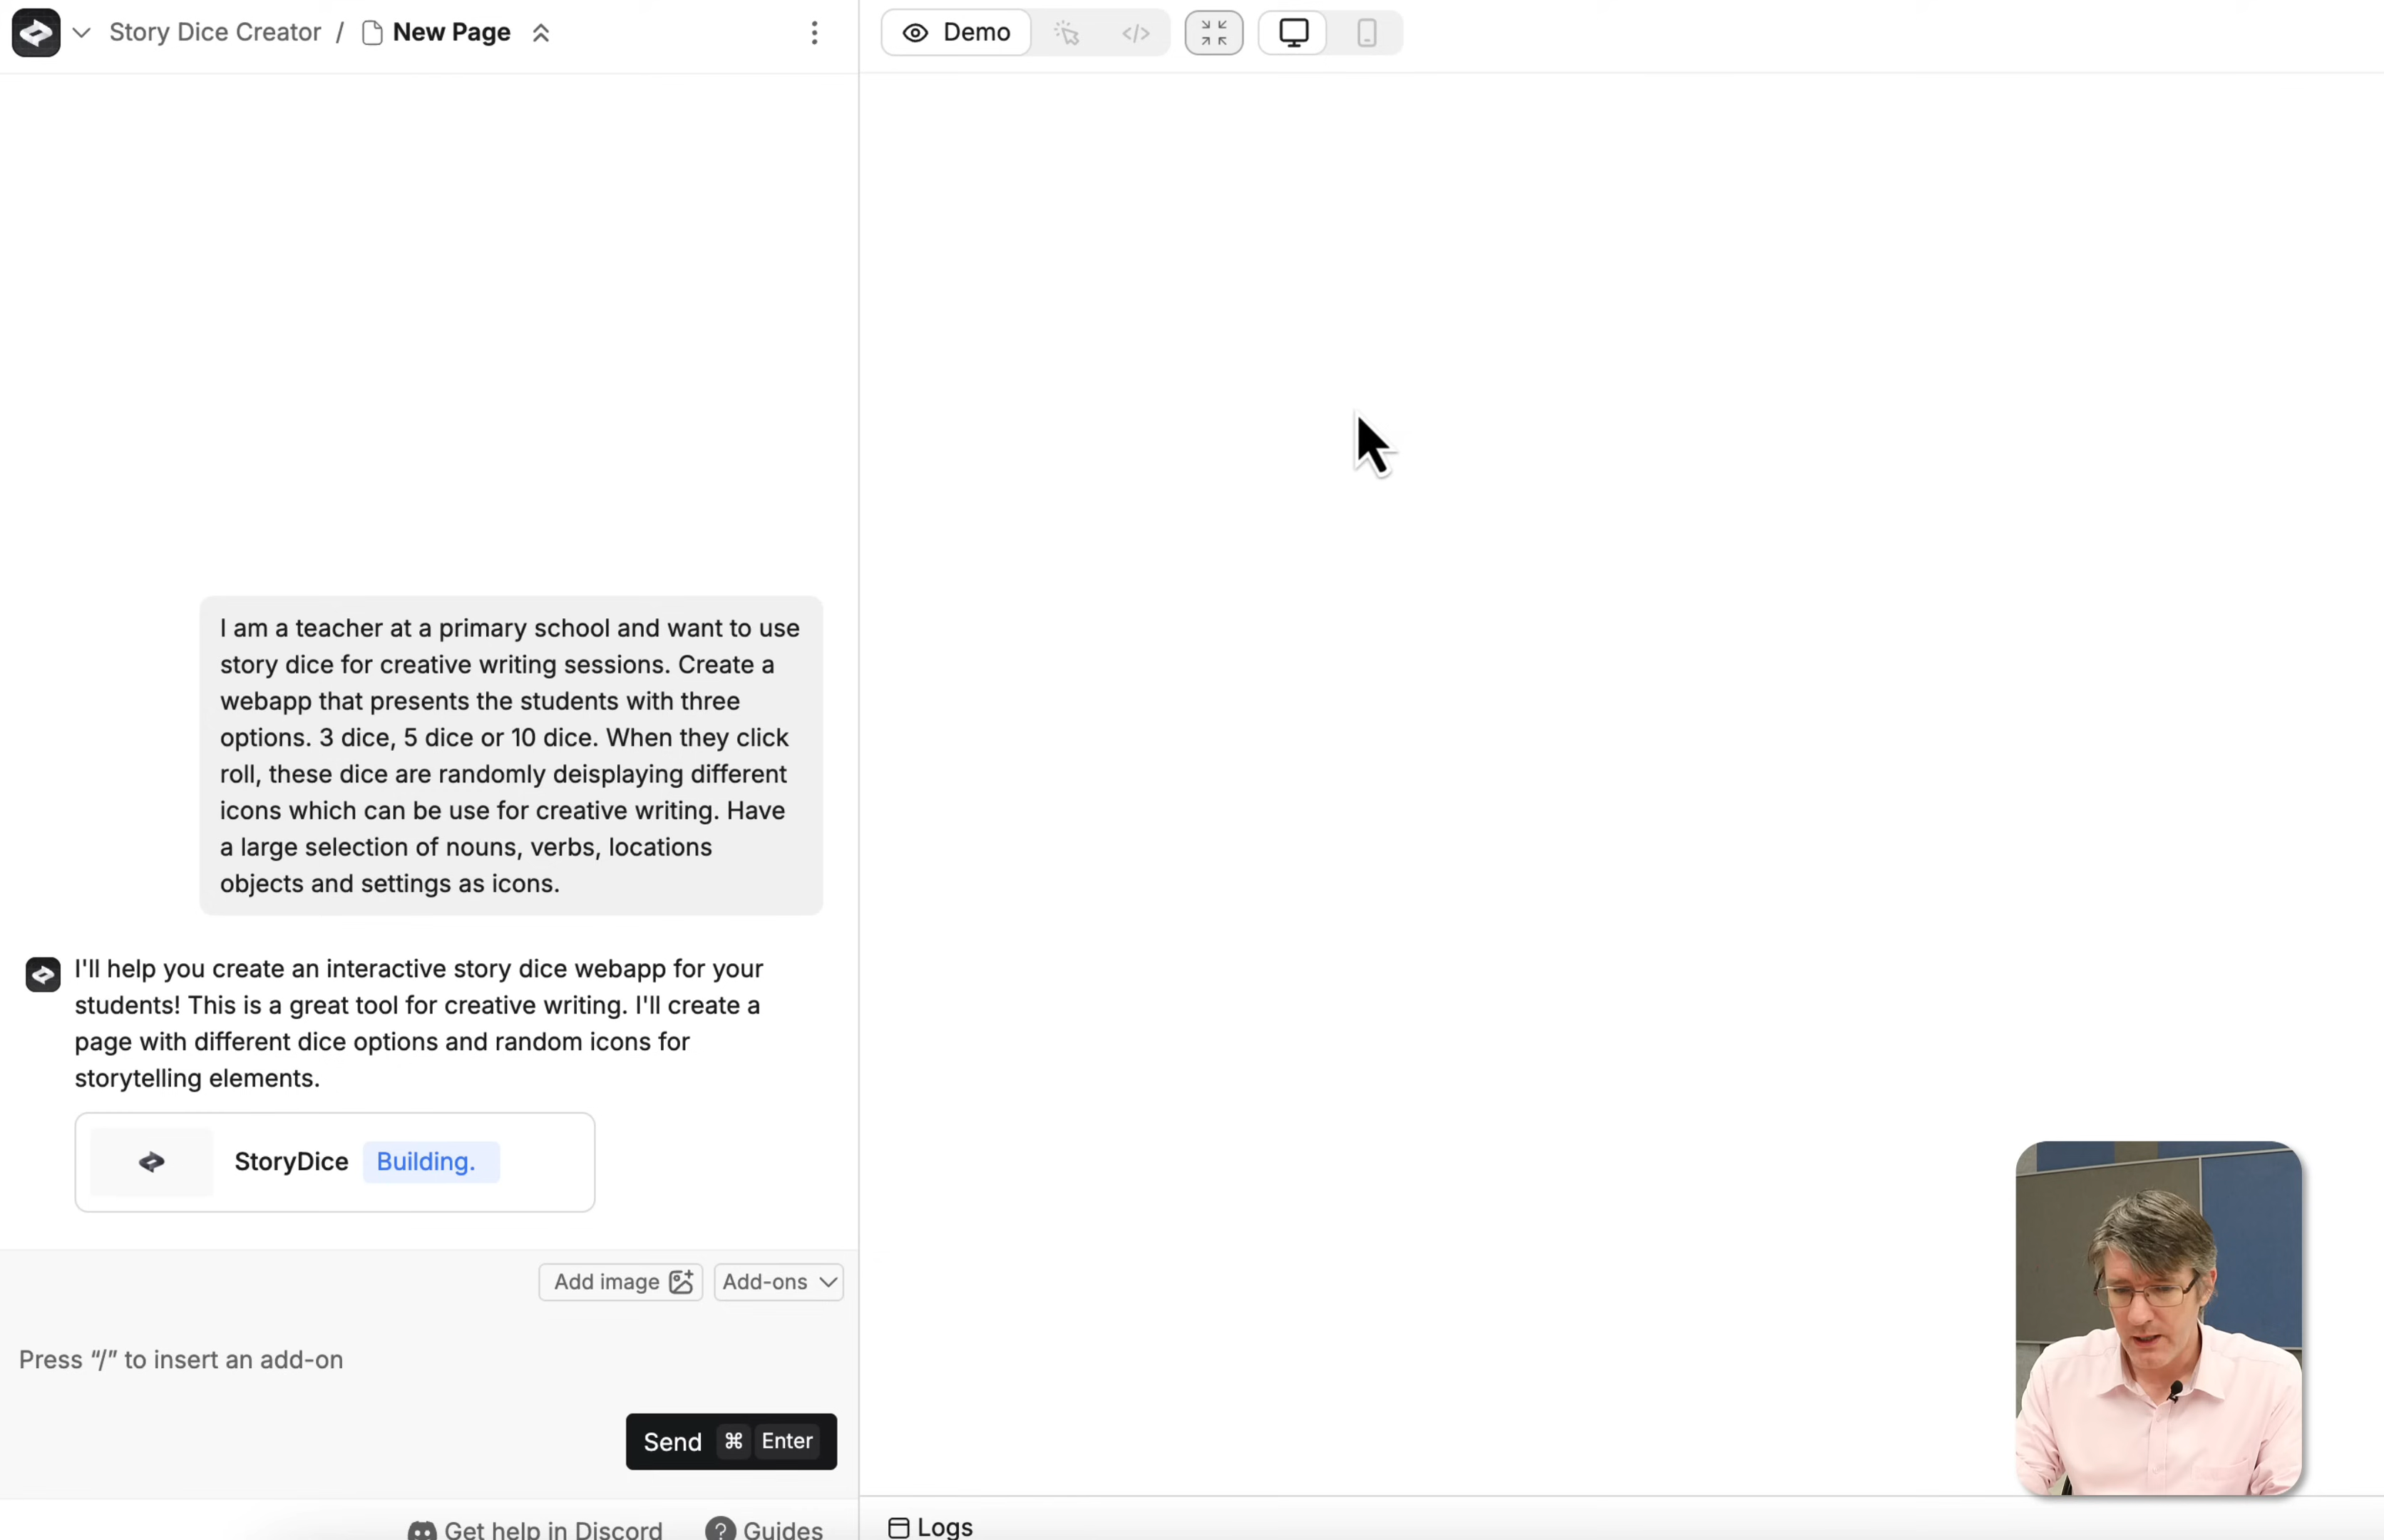 Story Dice Creator / New Page
Demo
I am a teacher at a primary school and want to use
story dice for creative writing sessions. Create a
webapp that presents the students with three
options. 3 dice, 5 dice or 10 dice. When they click
roll, these dice are randomly deisplaying different
icons which can be use for creative writing. Have
a large selection of nouns, verbs, locations
objects and settings as icons.
I'll help you create an interactive story dice webapp for your
students! This is a great tool for creative writing. I'll create a
page with different dice options and random icons for
storytelling elements.
StoryDice Building.
Add image Add-ons
Press “/” to insert an add-on
Send ⌘ Enter
Get help in Discord ? Guides
Logs